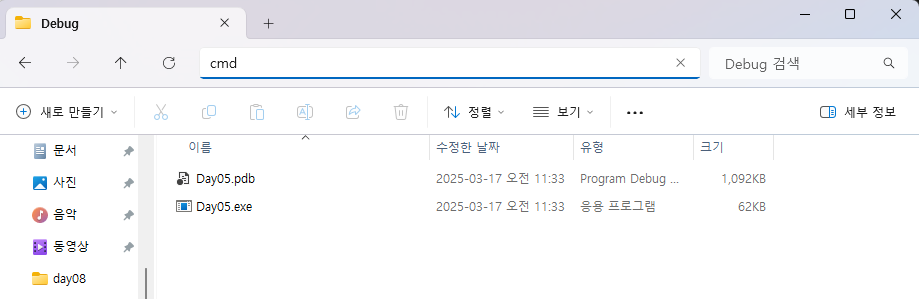 Debug
cmd
Debug 검색
새로 만들기
정렬
보기
세부 정보
문서
사진
음악
동영상
day08
이름 수정한 날짜 유형 크기
Day05.pdb 2025-03-17 오전 11:33 Program Debug ... 1,092KB
Day05.exe 2025-03-17 오전 11:33 응용 프로그램 62KB